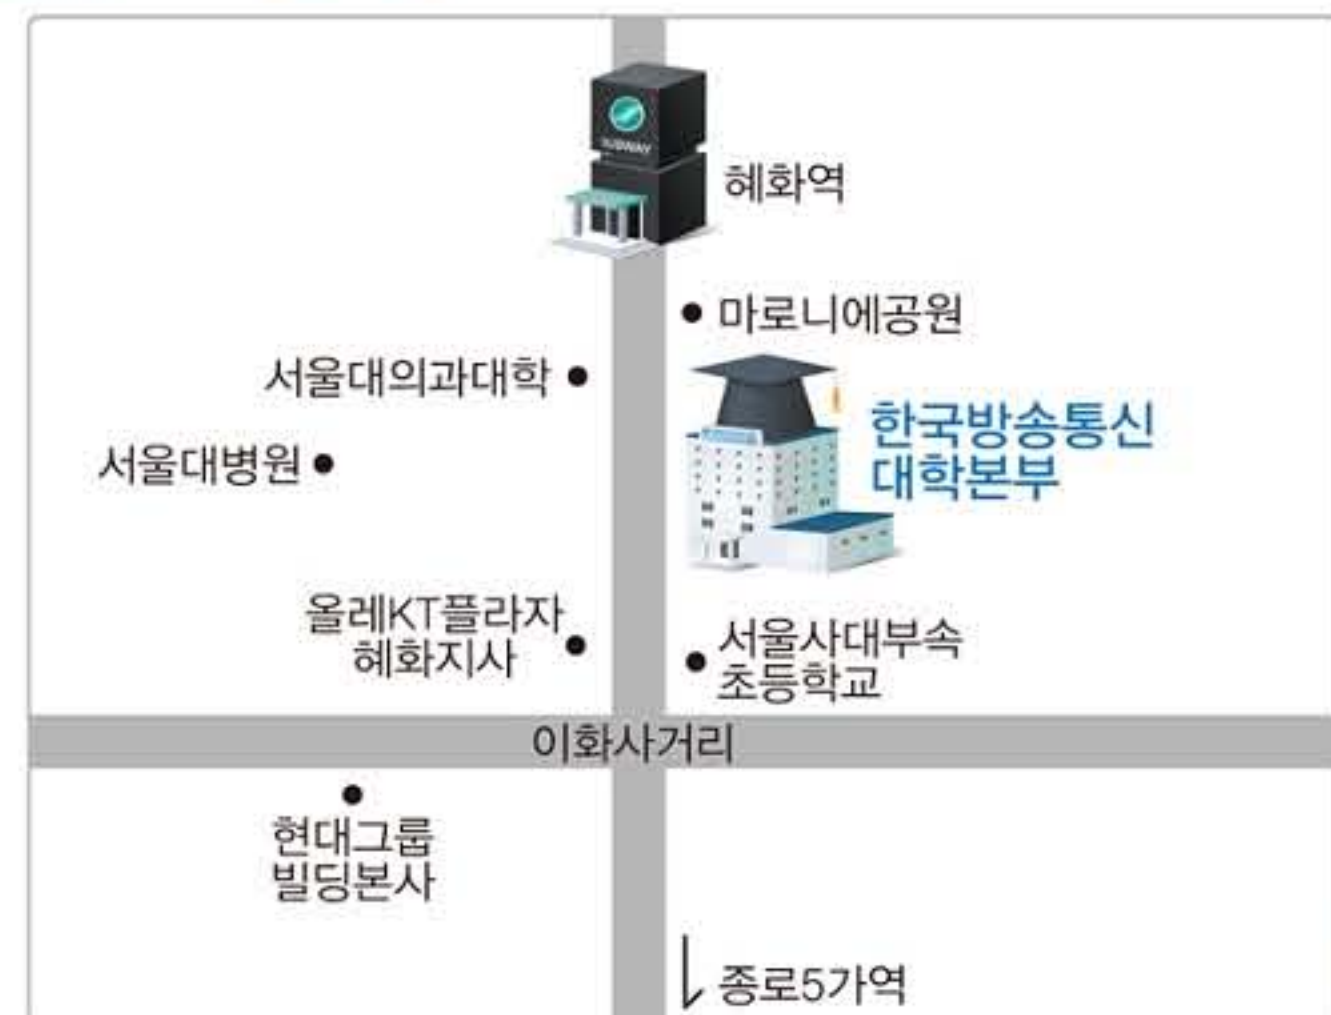 SUBWAY
혜화역
마로니에공원
서울대의과대학
한국방송통신
대학본부
서울대병원
올레KT플라자
혜화지사
서울사대부속
초등학교
이화사거리
현대그룹
빌딩본사
종로5가역